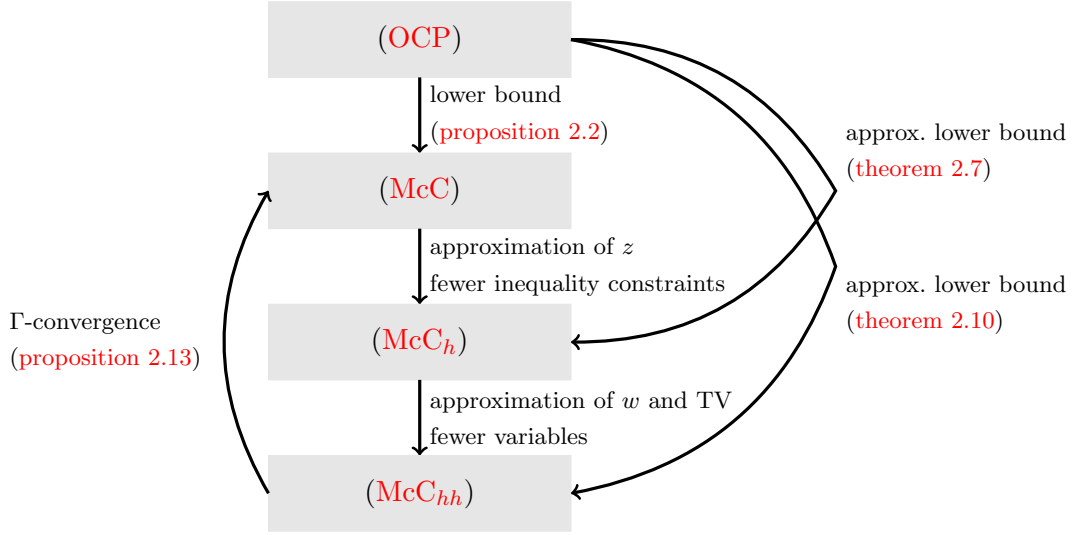 (OCP)
lower bound
(proposition 2.2)
approx. lower bound
(theorem 2.7)
(McC)
approximation of z
fewer inequality constraints
approx. lower bound
(theorem 2.10)
Γ-convergence
(proposition 2.13)
(McC_h)
approximation of w and TV
fewer variables
(McC_hh)